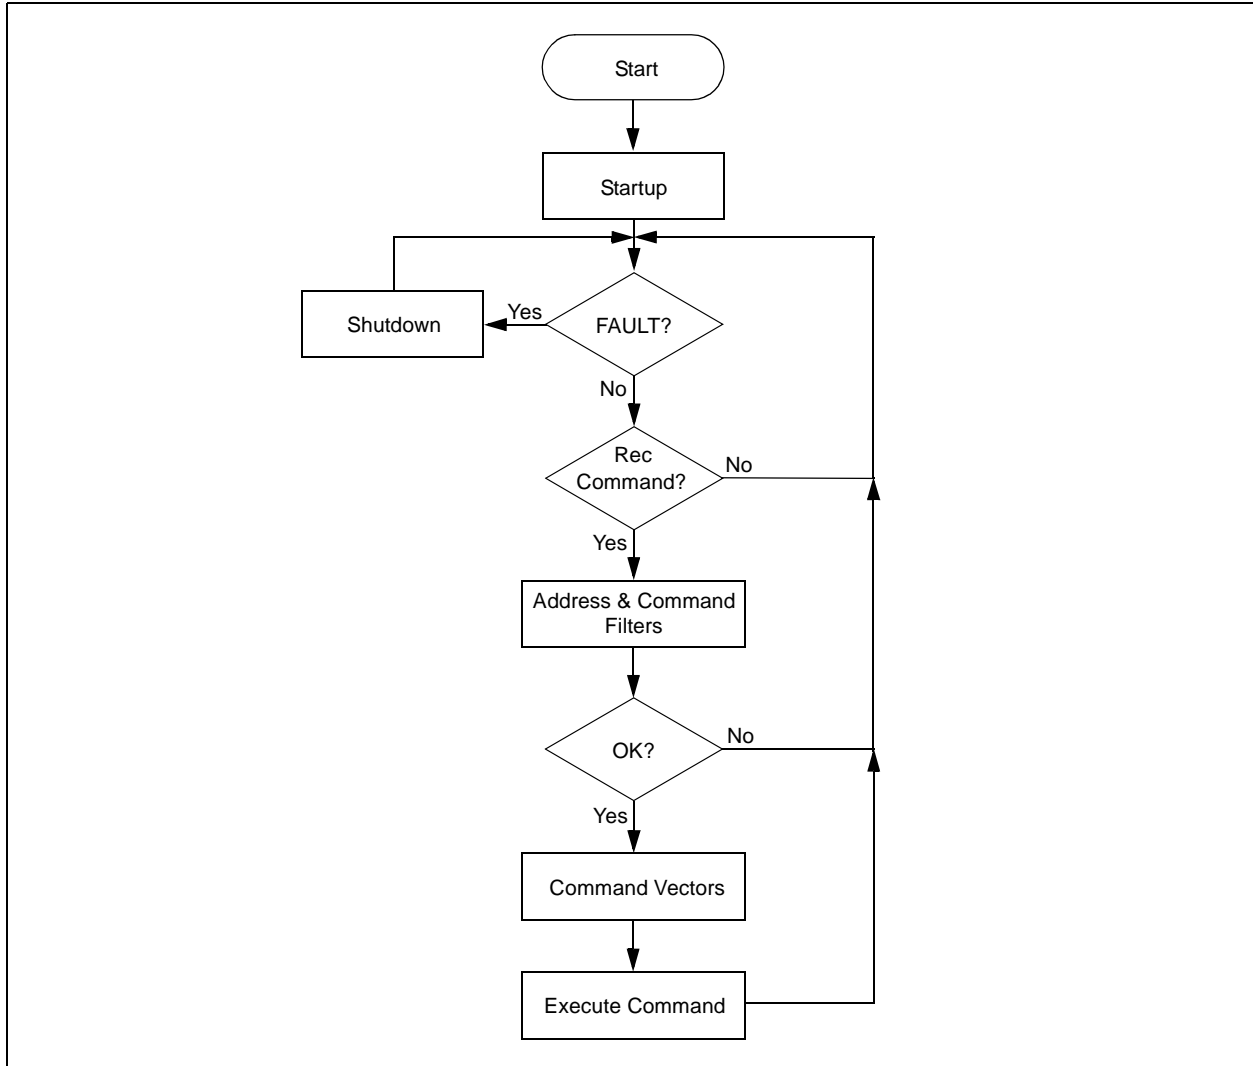 Start
Startup
Yes
Shutdown
FAULT?
No
Rec
Command?
No
Yes
Address & Command
Filters
OK?
No
Yes
Command Vectors
Execute Command